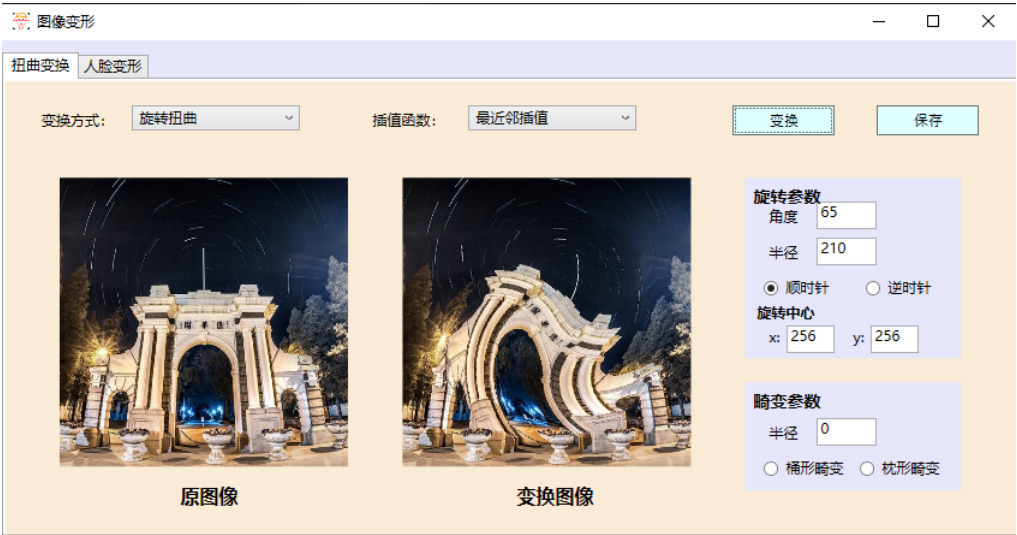 图像变形
扭曲变换 人脸变形
变换方式： 旋转扭曲 插值函数： 最近邻插值 变换 保存
旋转参数
角度 65
半径 210
顺时针 逆时针
旋转中心
x: 256 y: 256
畸变参数
半径 0
桶形畸变 枕形畸变
原图像 变换图像